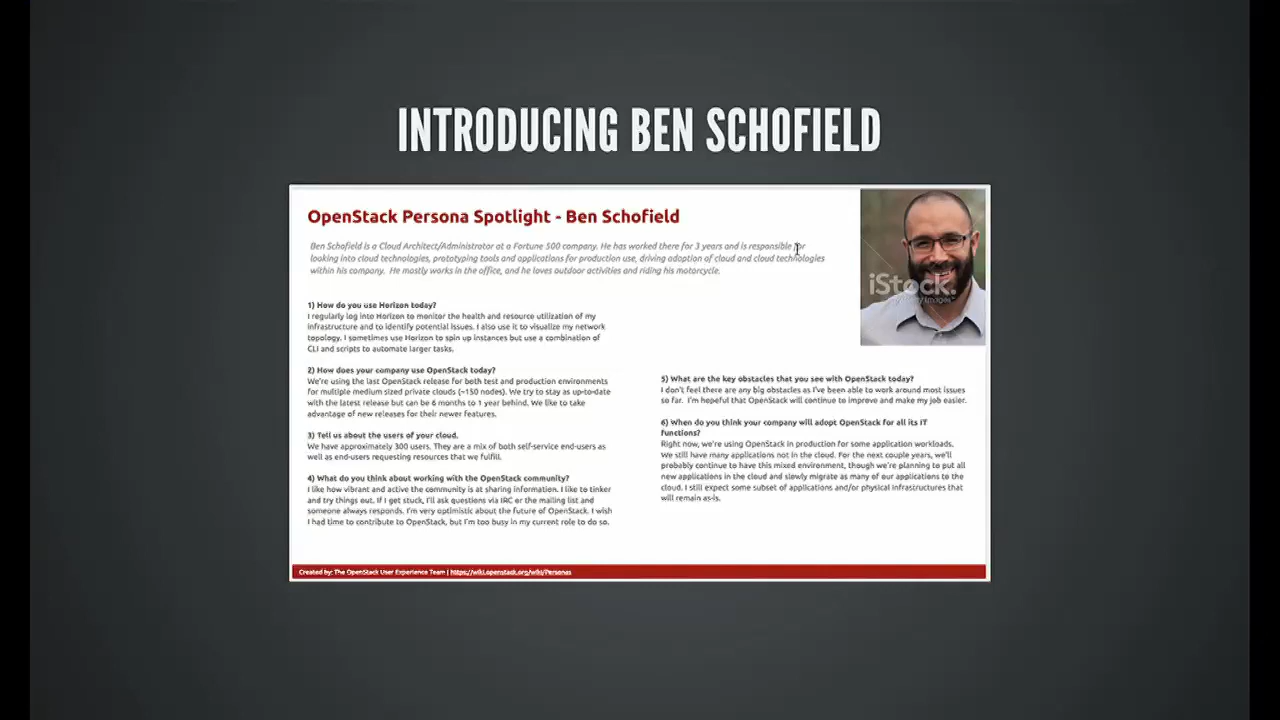 INTRODUCING BEN SCHOFIELD
OpenStack Persona Spotlight - Ben Schofield
Ben Schofield is a Cloud Architect/Administrator at a Fortune 500 company. He has worked there for 3 years and is responsible for
looking into cloud technologies, prototyping tools and applications for production use, driving adoption of cloud and cloud technologies
within his company. He mostly works in the office, and he loves outdoor activities and riding his motorcycle.
iStock.
by Getty Images™
1) How do you use Horizon today?
I regularly log into Horizon to monitor the health and resource utilization of my
infrastructure and to identify potential issues. I also use it to visualize my network
topology. I sometimes use Horizon to spin up instances but use a combination of
CLI and scripts to automate larger tasks.
2) How does your company use OpenStack today?
We're using the last OpenStack release for both test and production environments
for multiple medium sized private clouds (~150 nodes). We try to stay as up-to-date
with the latest release but can be 6 months to 1 year behind. We like to take
advantage of new releases for their newer features.
3) Tell us about the users of your cloud.
We have approximately 300 users. They are a mix of both self-service end-users as
well as end-users requesting resources that we fulfill.
4) What do you think about working with the OpenStack community?
I like how vibrant and active the community is at sharing information. I like to tinker
and try things out. If I get stuck, I'll ask questions via IRC or the mailing list and
someone always responds. I'm very optimistic about the future of OpenStack. I wish
I had time to contribute to OpenStack, but I'm too busy in my current role to do so.
5) What are the key obstacles that you see with OpenStack today?
I don't feel there are any big obstacles as I've been able to work around most issues
so far. I'm hopeful that OpenStack will continue to improve and make my job easier.
6) When do you think your company will adopt OpenStack for all its IT
functions?
Right now, we're using OpenStack in production for some application workloads.
We still have many applications not in the cloud. For the next couple years, we'll
probably continue to have this mixed environment, though we're planning to put all
new applications in the cloud and slowly migrate as many of our applications to the
cloud. I still expect some subset of applications and/or physical infrastructures that
will remain as-is.
Created by: The OpenStack User Experience Team | https://wiki.openstack.org/wiki/Personas